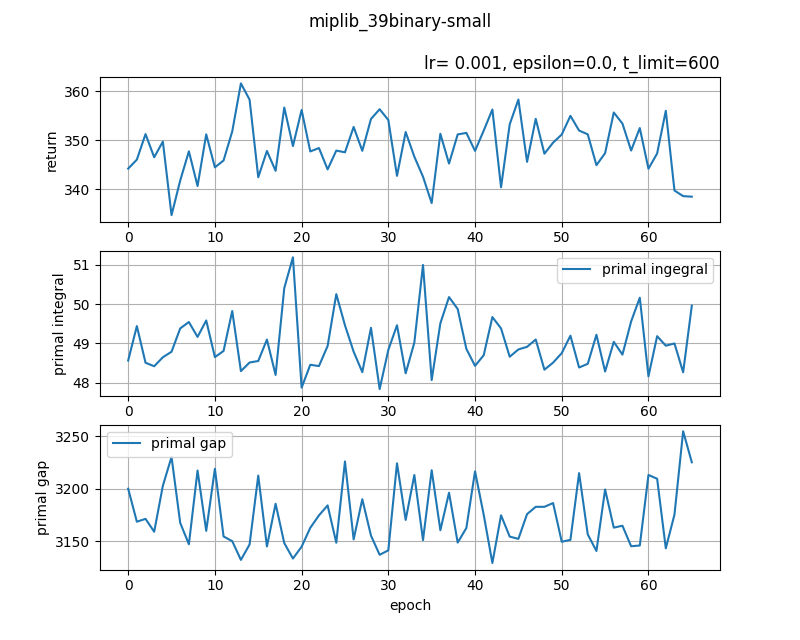 miplib_39binary-small
lr= 0.001, epsilon=0.0, t_limit=600
return
360
350
340
0 10 20 30 40 50 60
primal integral
51
50
49
48
primal ingegral
0 10 20 30 40 50 60
primal gap
3250
3200
3150
primal gap
0 10 20 30 40 50 60
epoch